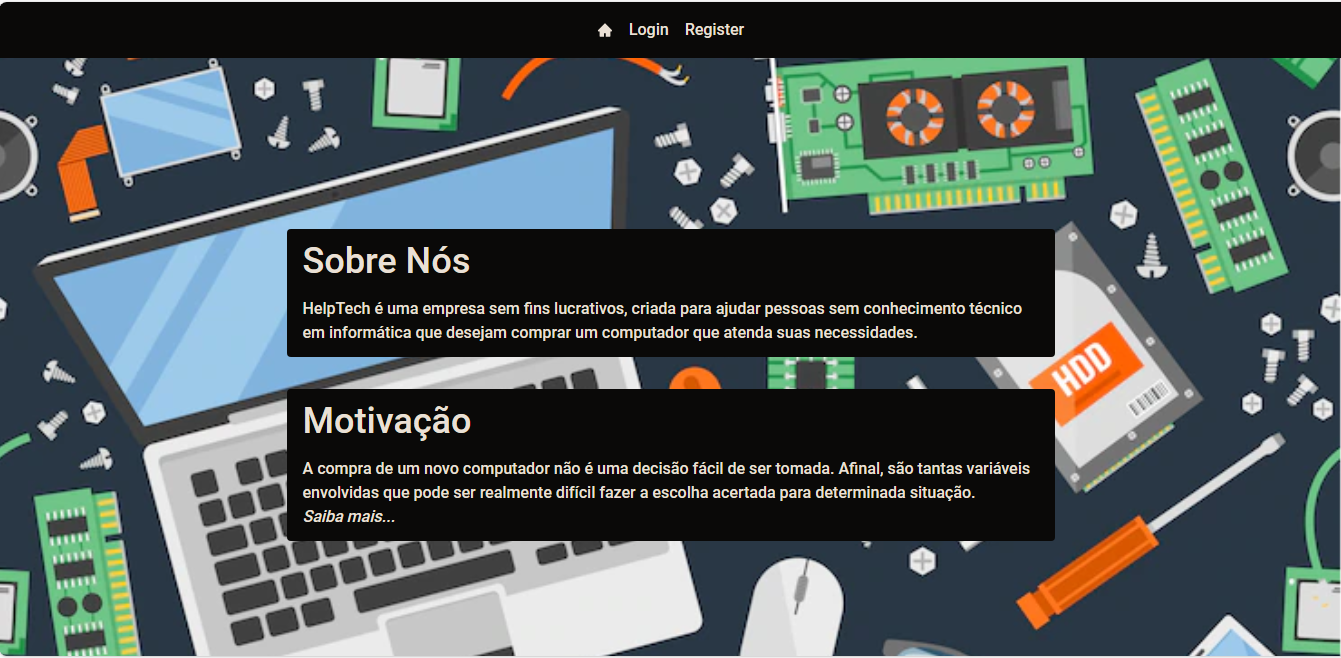 Login Register
Sobre Nós
HelpTech é uma empresa sem fins lucrativos, criada para ajudar pessoas sem conhecimento técnico
em informática que desejam comprar um computador que atenda suas necessidades.
HDD
Motivação
A compra de um novo computador não é uma decisão fácil de ser tomada. Afinal, são tantas variáveis
envolvidas que pode ser realmente difícil fazer a escolha acertada para determinada situação.
Saiba mais...